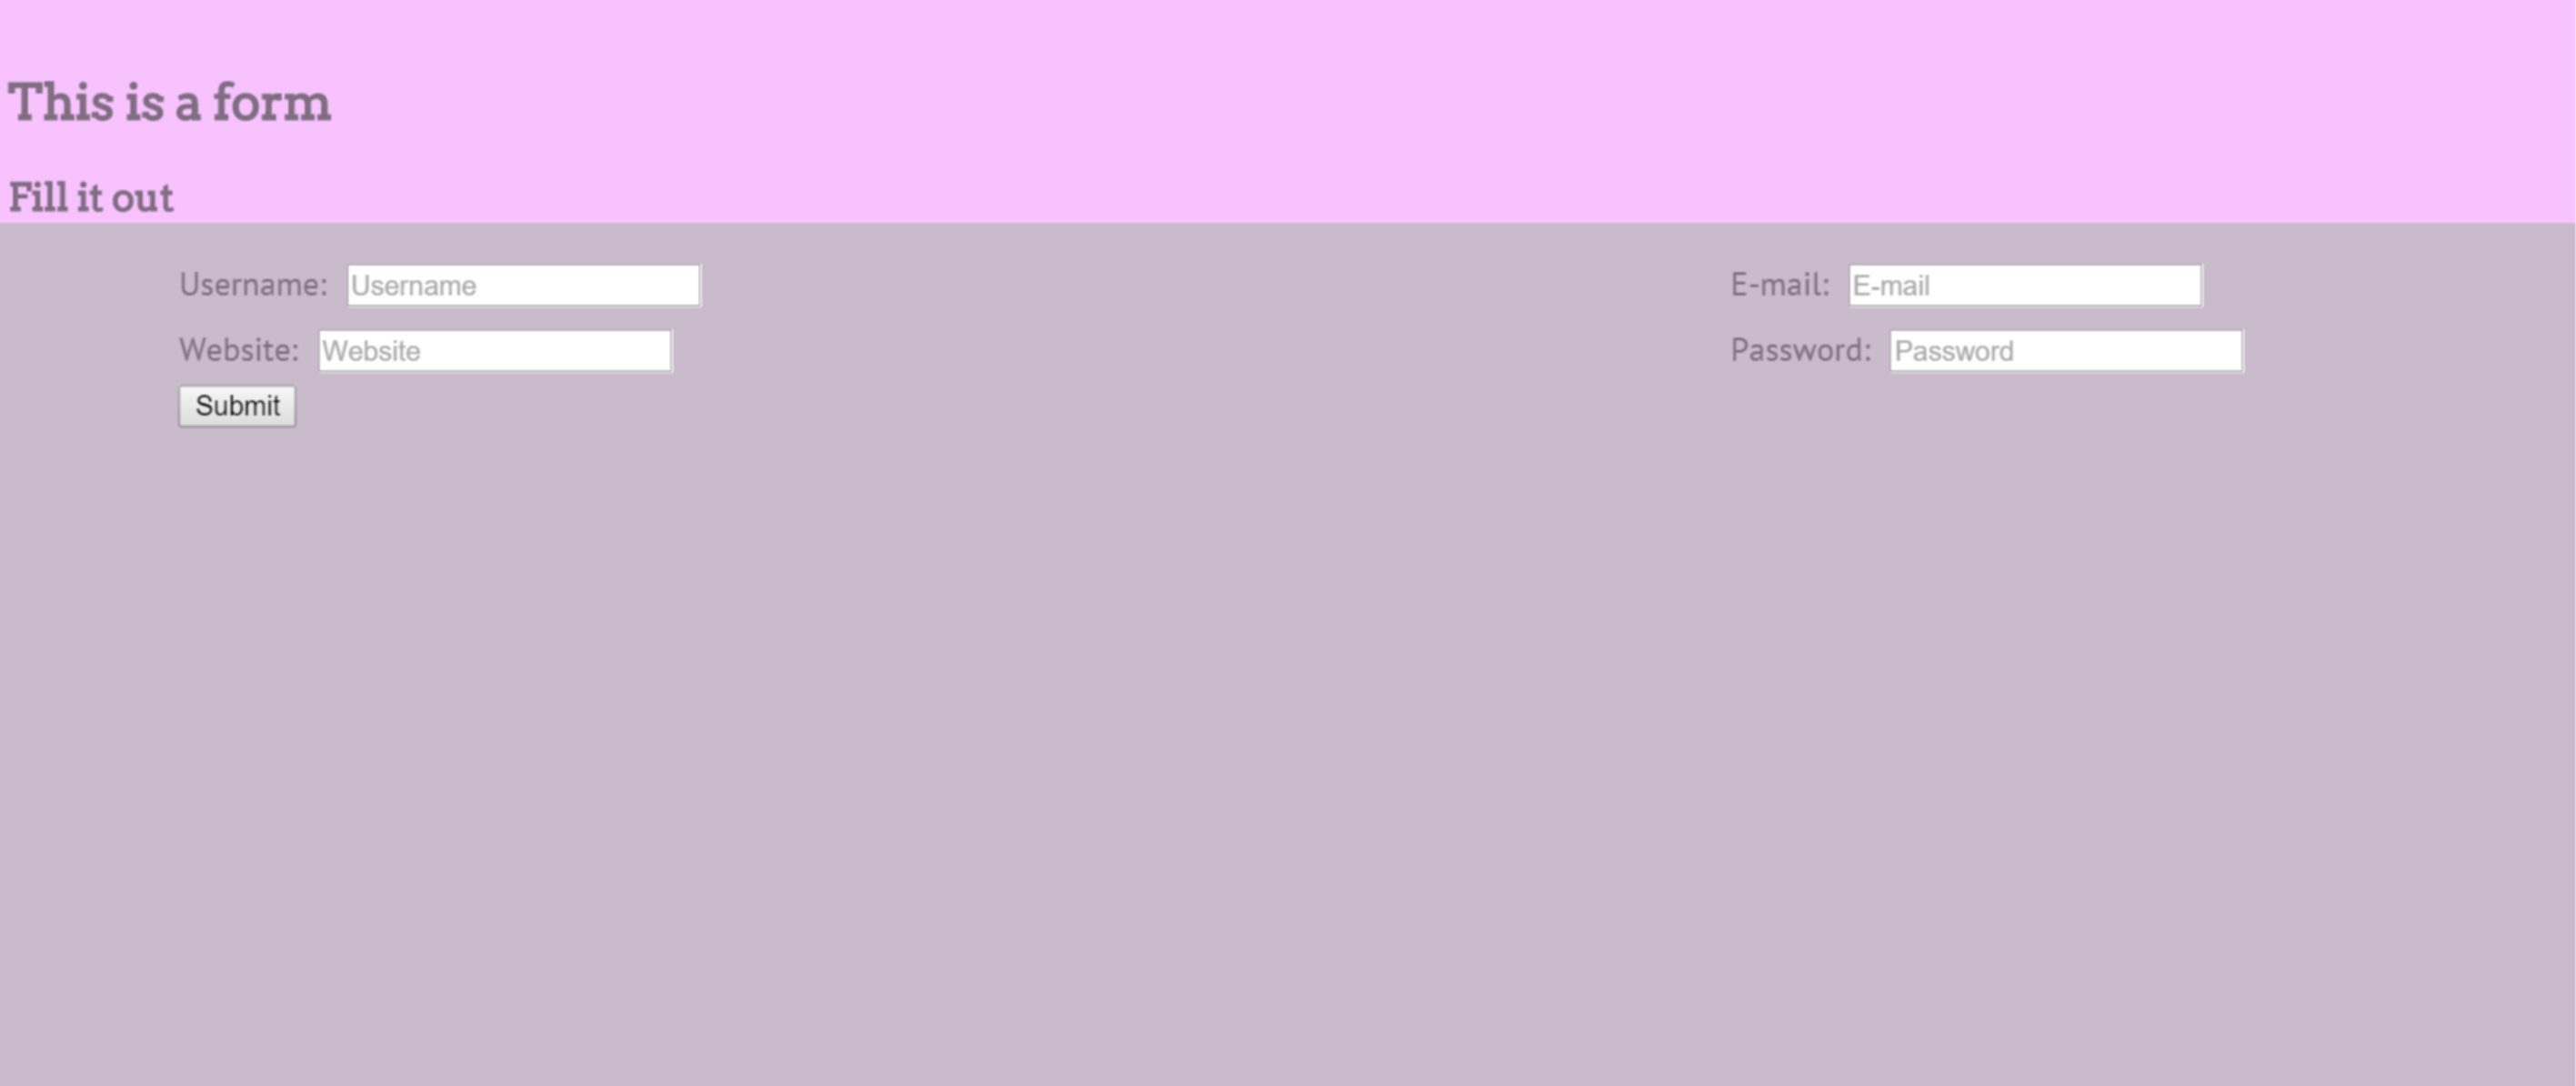 This is a form
Fill it out
Username: Username E-mail: E-mail
Website: Website Password: Password
Submit